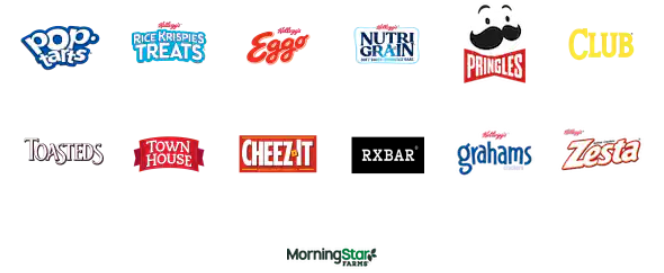 Pop
tarts
Kellogg's
RICE KRISPIES
TREATS
Kellogg's
Eggo
Kellogg's
NUTRI
GRAIN
PRINGLES
CLUB
TOASTEDS
TOWN
HOUSE
CHEEZ-IT
RXBAR
Kellogg's
grahams
Kellogg's
Zesta
MorningStar
FARMS